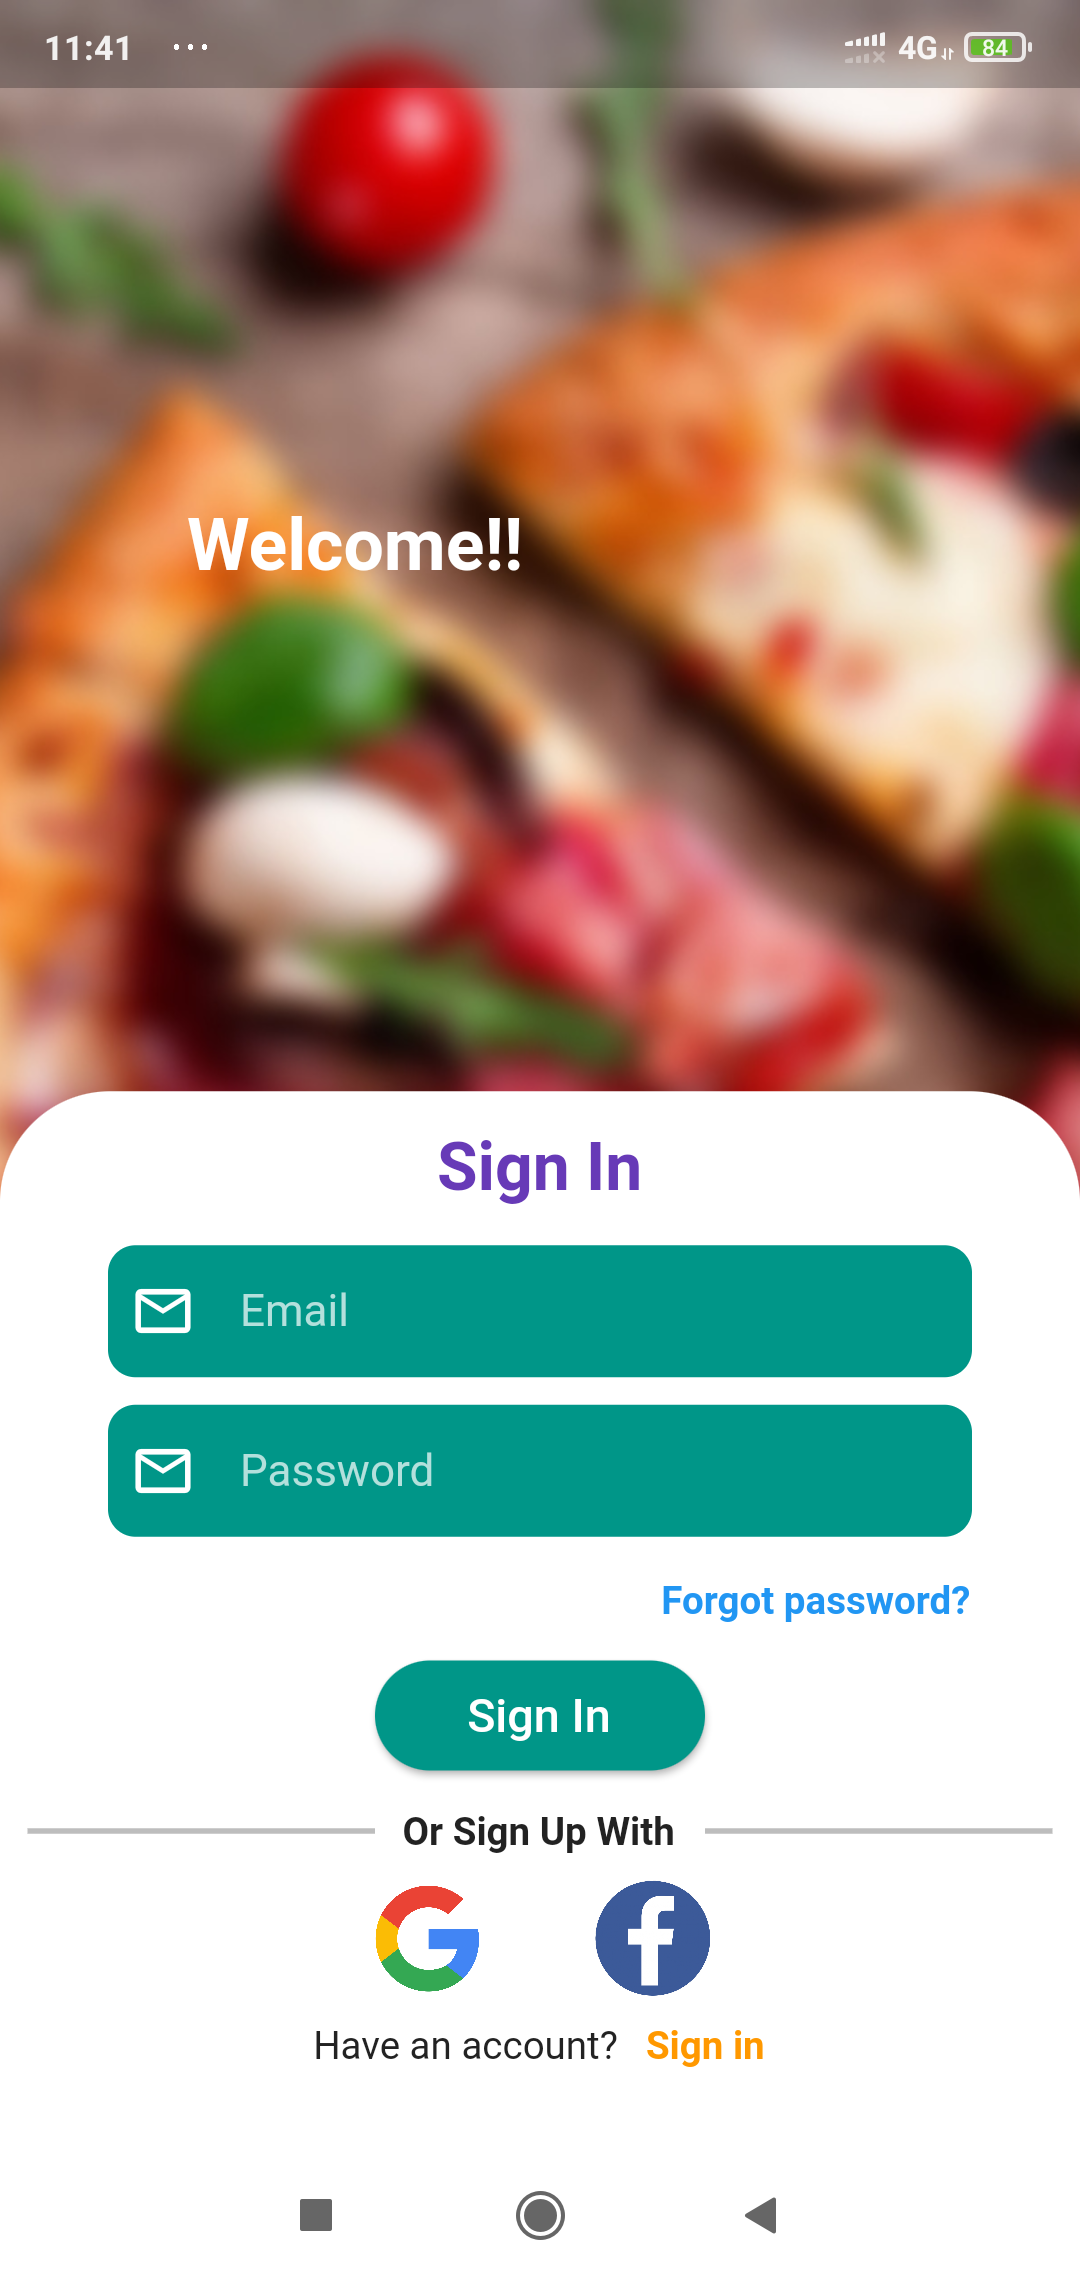 11:41 ... 4G 84
Welcome!!
Sign In
Email
Password
Forgot password?
Sign In
Or Sign Up With
Have an account? Sign in